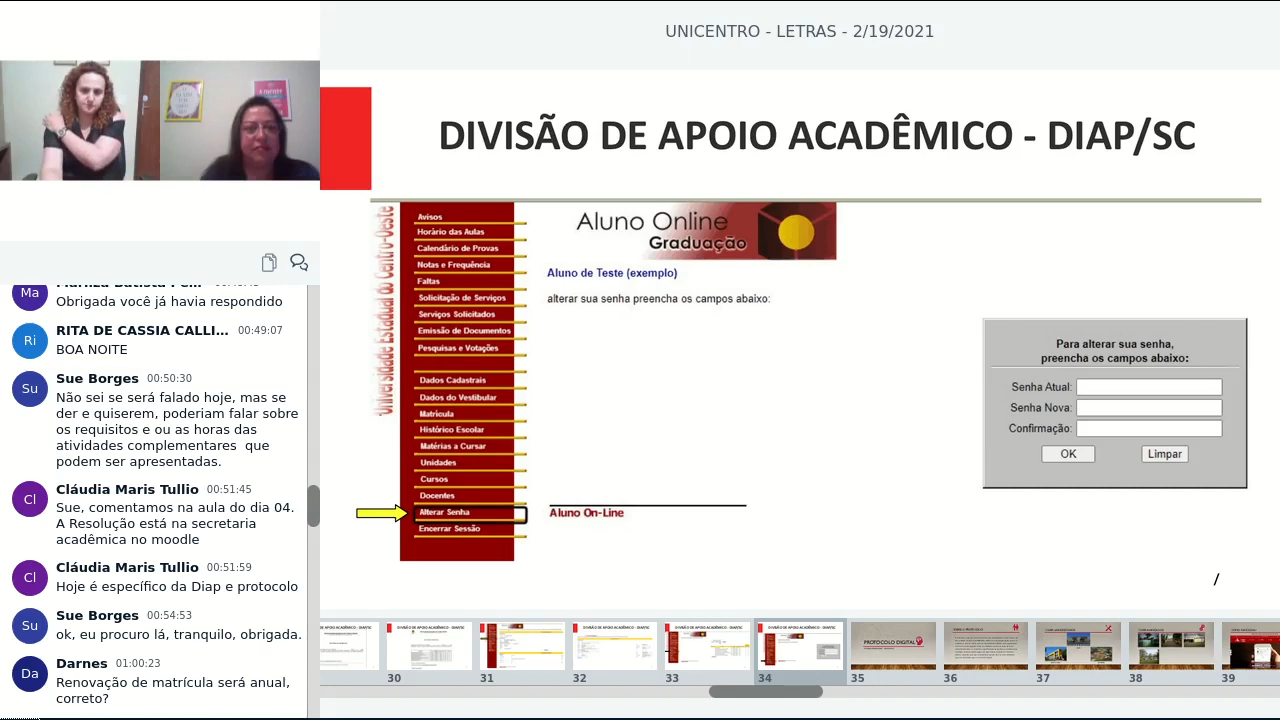 UNICENTRO - LETRAS - 2/19/2021
DIVISÃO DE APOIO ACADÊMICO - DIAP/SC
Universidade Estadual do Centro-Oeste
Avisos
Horário das Aulas
Calendário de Provas
Notas e Frequência
Faltas
Solicitação de Serviços
Serviços Solicitados
Emissão de Documentos
Pesquisas e Votações
Dados Cadastrais
Dados do Vestibular
Matrícula
Histórico Escolar
Matérias a Cursar
Unidades
Cursos
Docentes
Alterar Senha
Encerrar Sessão
Aluno Online
Graduação
Aluno de Teste (exemplo)
alterar sua senha preencha os campos abaixo:
Aluno On-Line
Para alterar sua senha,
preencha os campos abaixo:
Senha Atual:
Senha Nova:
Confirmação:
OK Limpar
/
Ma
Obrigada você já havia respondido
Ri
RITA DE CASSIA CALLI... 00:49:07
BOA NOITE
Su
Sue Borges 00:50:30
Não sei se será falado hoje, mas se
der e quiserem, poderiam falar sobre
os requisitos e ou as horas das
atividades complementares que
podem ser apresentadas.
Cl
Cláudia Maris Tullio 00:51:45
Sue, comentamos na aula do dia 04.
A Resolução está na secretaria
acadêmica no moodle
Cl
Cláudia Maris Tullio 00:51:59
Hoje é específico da Diap e protocolo
Su
Sue Borges 00:54:53
ok, eu procuro lá, tranquilo, obrigada.
Da
Darnes 01:00:23
Renovação de matrícula será anual,
correto?
PROTOCOLO DIGITAL
30 31 32 33 34 35 36 37 38 39